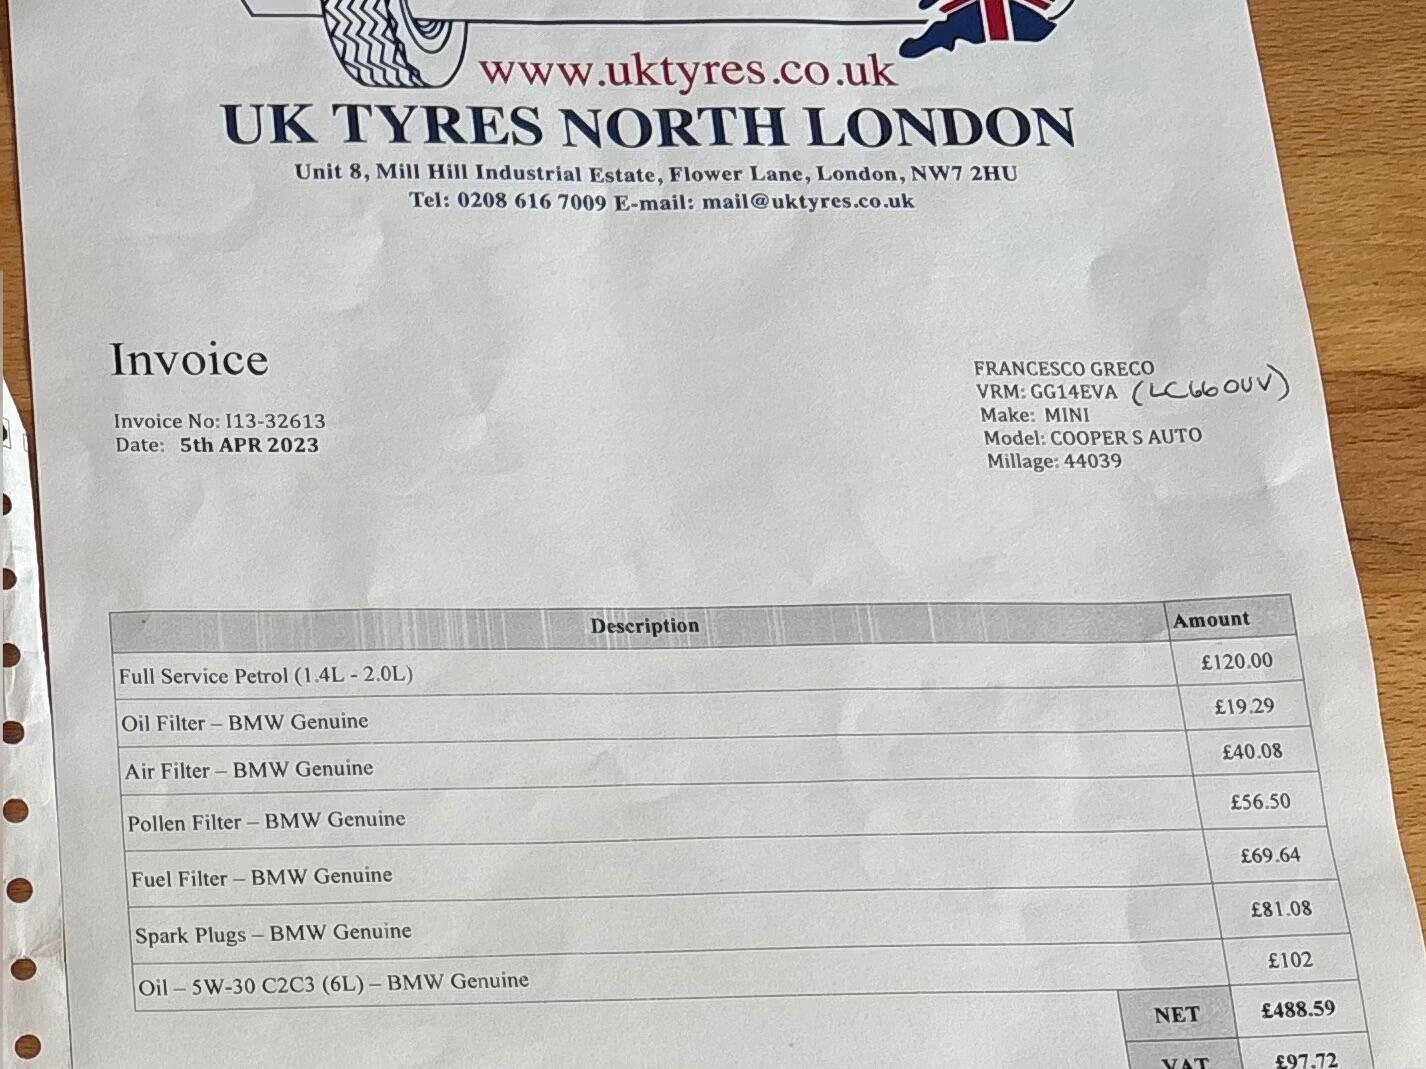 www.uktyres.co.uk
UK TYRES NORTH LONDON
Unit 8, Mill Hill Industrial Estate, Flower Lane, London, NW7 2HU
Tel: 0208 616 7009 E-mail: mail@uktyres.co.uk
Invoice
Invoice No: I13-32613
Date: 5th APR 2023
FRANCESCO GRECO
VRM: GG14EVA (LC66OUV)
Make: MINI
Model: COOPER S AUTO
Millage: 44039
Description Amount
Full Service Petrol (1.4L - 2.0L) £120.00
Oil Filter – BMW Genuine £19.29
Air Filter – BMW Genuine £40.08
Pollen Filter – BMW Genuine £56.50
Fuel Filter – BMW Genuine £69.64
Spark Plugs – BMW Genuine £81.08
Oil – 5W-30 C2C3 (6L) – BMW Genuine £102
NET £488.59
VAT £97.72